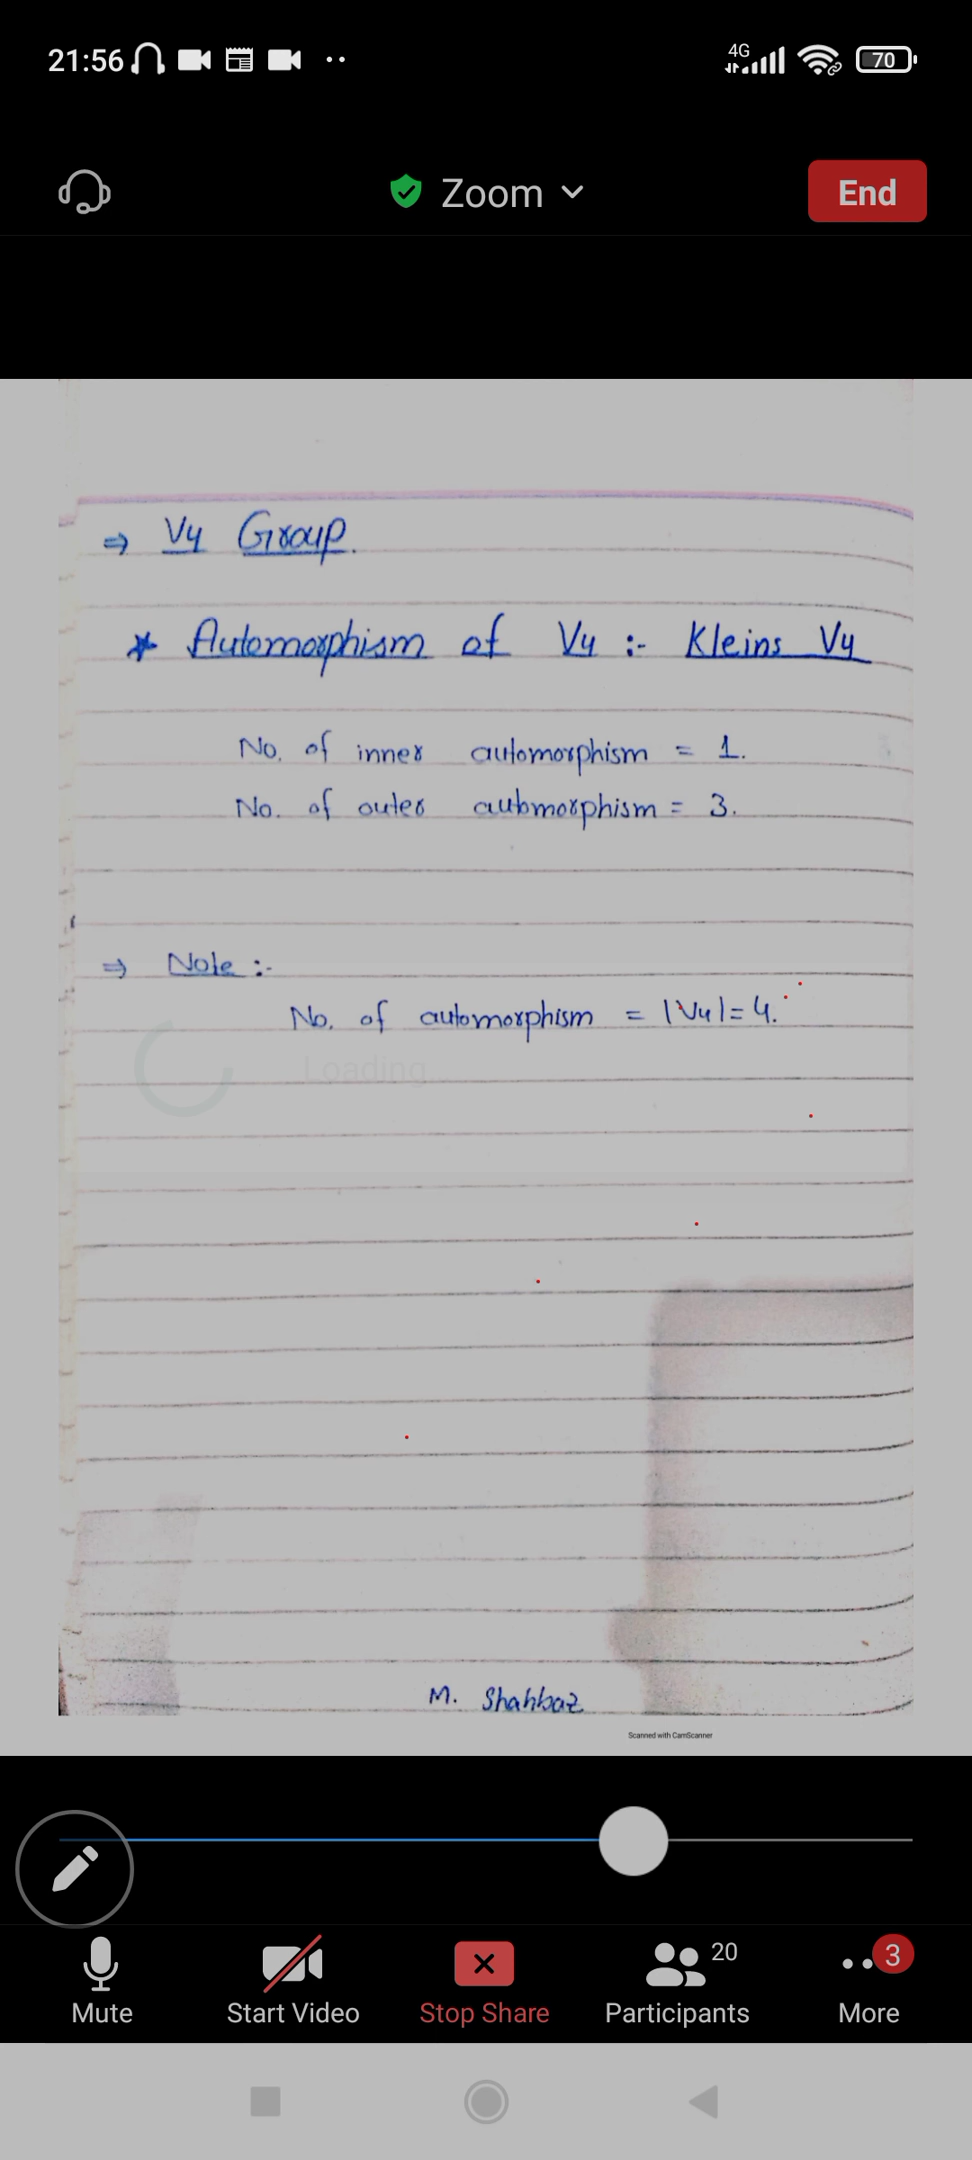 21:56
4G
70
Zoom
End
⇒ V4 Group.
* Automorphism of V4 :- Kleins V4
No. of inner automorphism = 1.
No. of outer automorphism = 3.
⇒ Note :-
No. of automorphism = |V4| = 4.
Loading...
M. Shahbaz
Scanned with CamScanner
Mute
Start Video
Stop Share
20
Participants
3
More